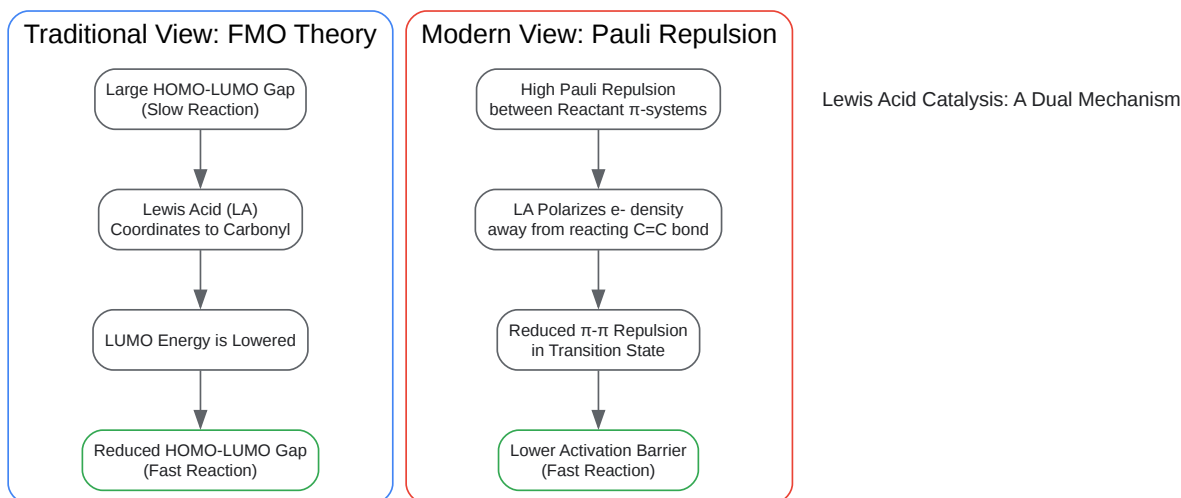 Traditional View: FMO Theory
Large HOMO-LUMO Gap
(Slow Reaction)
Lewis Acid (LA)
Coordinates to Carbonyl
LUMO Energy is Lowered
Reduced HOMO-LUMO Gap
(Fast Reaction)
Modern View: Pauli Repulsion
High Pauli Repulsion
between Reactant π-systems
LA Polarizes e- density
away from reacting C=C bond
Reduced π-π Repulsion
in Transition State
Lower Activation Barrier
(Fast Reaction)
Lewis Acid Catalysis: A Dual Mechanism